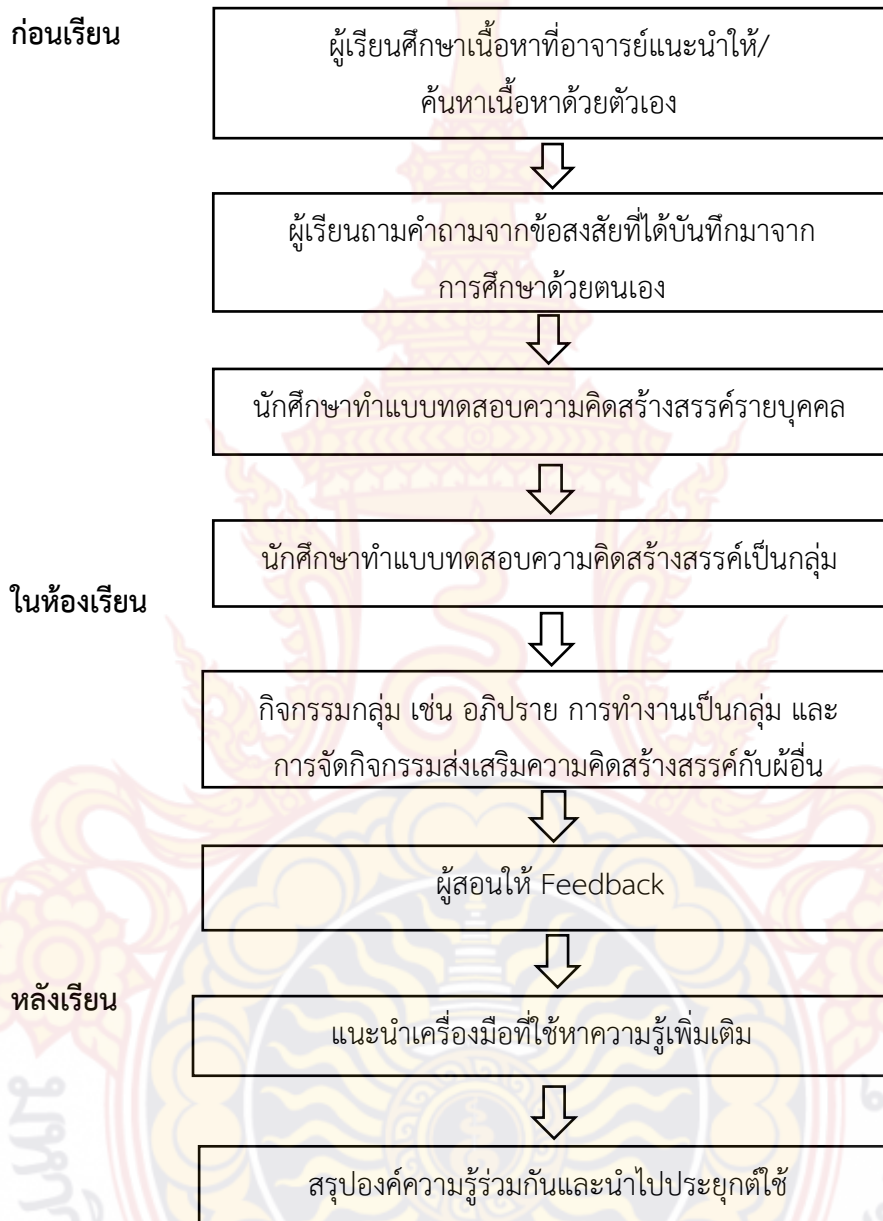 ก่อนเรียน
ผู้เรียนศึกษาเนื้อหาที่อาจารย์แนะนำให้/
ค้นหาเนื้อหาด้วยตัวเอง
ผู้เรียนถามคำถามจากข้อสงสัยที่ได้บันทึกมาจาก
การศึกษาด้วยตนเอง
นักศึกษาทำแบบทดสอบความคิดสร้างสรรค์รายบุคคล
นักศึกษาทำแบบทดสอบความคิดสร้างสรรค์เป็นกลุ่ม
ในห้องเรียน
กิจกรรมกลุ่ม เช่น อภิปราย การทำงานเป็นกลุ่ม และ
การจัดกิจกรรมส่งเสริมความคิดสร้างสรรค์กับผู้อื่น
ผู้สอนให้ Feedback
หลังเรียน
แนะนำเครื่องมือที่ใช้หาความรู้เพิ่มเติม
สรุปองค์ความรู้ร่วมกันและนำไปประยุกต์ใช้